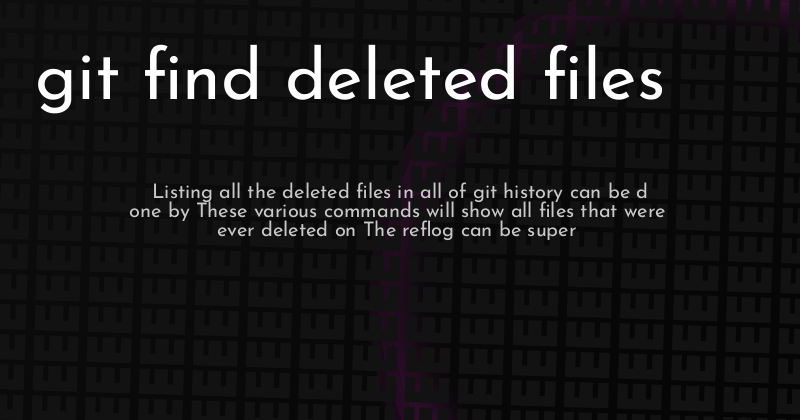 git find deleted files
Listing all the deleted files in all of git history can be d
one by These various commands will show all files that were
ever deleted on The reflog can be super